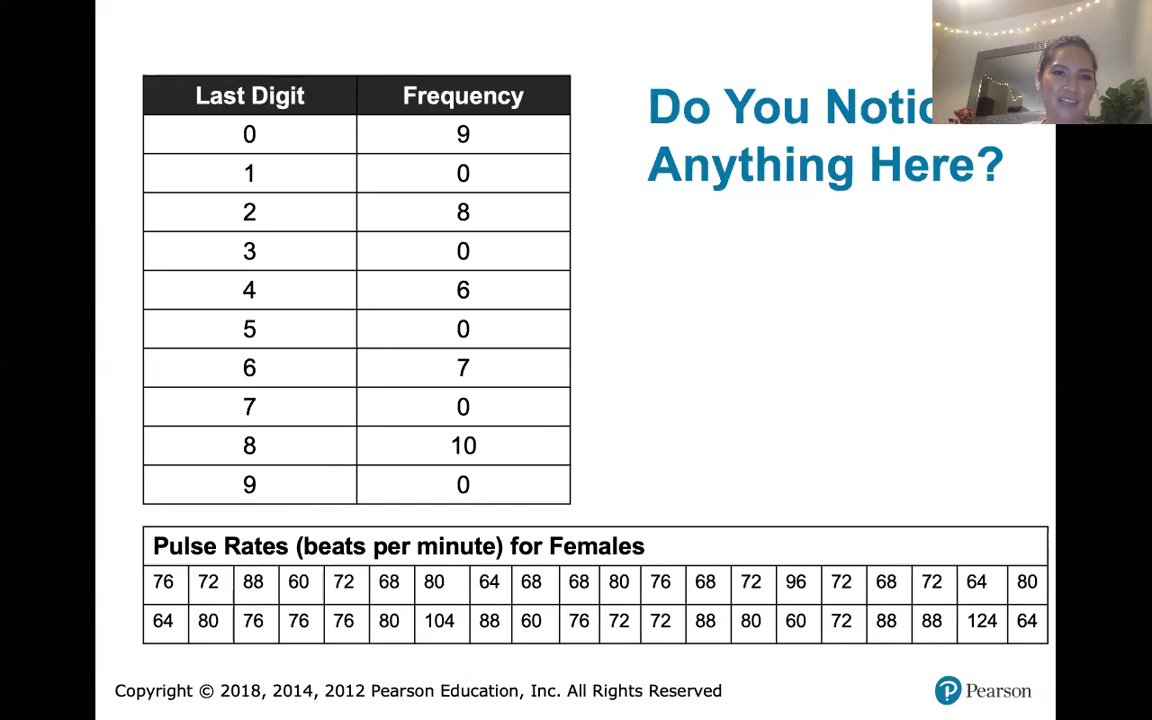 Do You Notic
Anything Here?
Last Digit Frequency
0 9
1 0
2 8
3 0
4 6
5 0
6 7
7 0
8 10
9 0
Pulse Rates (beats per minute) for Females
76 72 88 60 72 68 80 64 68 68 80 76 68 72 96 72 68 72 64 80
64 80 76 76 76 80 104 88 60 76 72 72 88 80 60 72 88 88 124 64
Copyright © 2018, 2014, 2012 Pearson Education, Inc. All Rights Reserved
Pearson